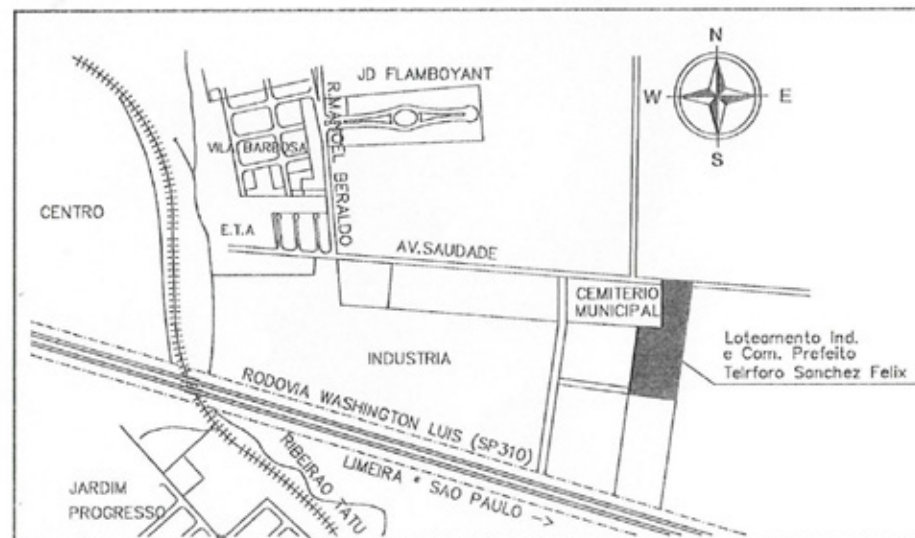 N
W
E
S
JD FLAMBOYANT
R.MANOEL BERALDO
VILA BARBOSA
CENTRO
E.T.A
AV.SAUDADE
CEMITERIO
MUNICIPAL
Loteamento Ind.
e Com. Prefeito
Telrforo Sanchez Felix
INDUSTRIA
RODOVIA WASHINGTON LUIS (SP310)
RIBEIRAO TATU
LIMEIRA * SAO PAULO ->
JARDIM
PROGRESSO